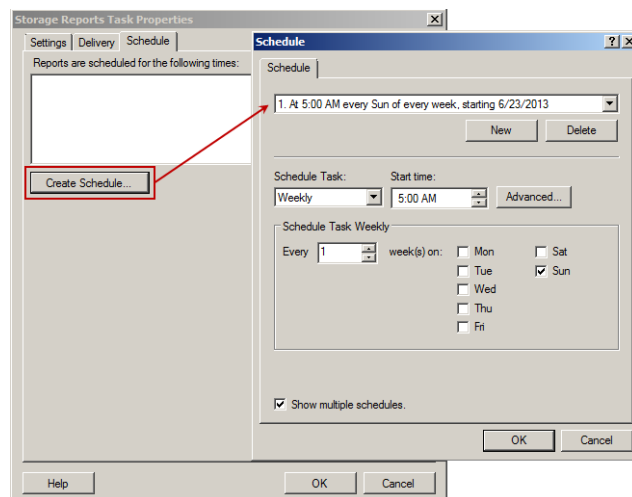 Storage Reports Task Properties
Settings Delivery Schedule
Reports are scheduled for the following times:
Create Schedule...
Help OK Cancel
Schedule
Schedule
1. At 5:00 AM every Sun of every week, starting 6/23/2013
New Delete
Schedule Task: Start time:
Weekly 5:00 AM Advanced...
Schedule Task Weekly
Every 1 week(s) on: Mon Sat
Tue Sun
Wed
Thu
Fri
Show multiple schedules.
OK Cancel